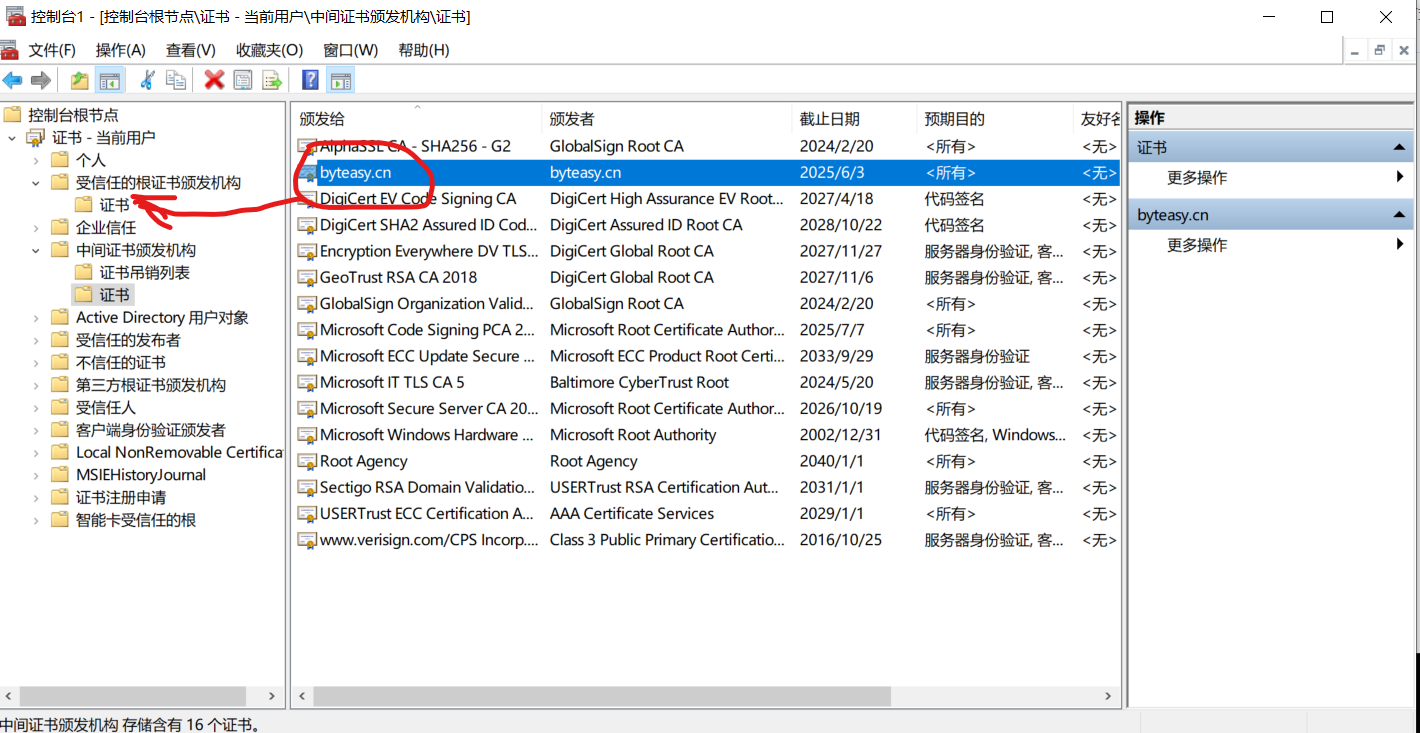 控制台1 - [控制台根节点\证书 - 当前用户\中间证书颁发机构\证书]
文件(F) 操作(A) 查看(V) 收藏夹(O) 窗口(W) 帮助(H)
控制台根节点
证书 - 当前用户
个人
受信任的根证书颁发机构
证书
企业信任
中间证书颁发机构
证书吊销列表
证书
Active Directory 用户对象
受信任的发布者
不信任的证书
第三方根证书颁发机构
受信任人
客户端身份验证颁发者
Local NonRemovable Certifica
MSIEHistoryJournal
证书注册申请
智能卡受信任的根
颁发给 颁发者 截止日期 预期目的 友好名
AlphaSSL CA - SHA256 - G2 GlobalSign Root CA 2024/2/20 <所有> <无>
byteasy.cn byteasy.cn 2025/6/3 <所有> <无>
DigiCert EV Code Signing CA DigiCert High Assurance EV Root... 2027/4/18 代码签名 <无>
DigiCert SHA2 Assured ID Cod... DigiCert Assured ID Root CA 2028/10/22 代码签名 <无>
Encryption Everywhere DV TLS... DigiCert Global Root CA 2027/11/27 服务器身份验证, 客... <无>
GeoTrust RSA CA 2018 DigiCert Global Root CA 2027/11/6 服务器身份验证, 客... <无>
GlobalSign Organization Valid... GlobalSign Root CA 2024/2/20 <所有> <无>
Microsoft Code Signing PCA 2... Microsoft Root Certificate Author... 2025/7/7 <所有> <无>
Microsoft ECC Update Secure ... Microsoft ECC Product Root Certi... 2033/9/29 服务器身份验证 <无>
Microsoft IT TLS CA 5 Baltimore CyberTrust Root 2024/5/20 服务器身份验证, 客... <无>
Microsoft Secure Server CA 20... Microsoft Root Certificate Author... 2026/10/19 <所有> <无>
Microsoft Windows Hardware ... Microsoft Root Authority 2002/12/31 代码签名, Windows... <无>
Root Agency Root Agency 2040/1/1 <所有> <无>
Sectigo RSA Domain Validatio... USERTrust RSA Certification Aut... 2031/1/1 服务器身份验证, 客... <无>
USERTrust ECC Certification A... AAA Certificate Services 2029/1/1 <所有> <无>
www.verisign.com/CPS Incorp.... Class 3 Public Primary Certificatio... 2016/10/25 服务器身份验证, 客... <无>
操作
证书
更多操作
byteasy.cn
更多操作
中间证书颁发机构 存储含有 16 个证书。